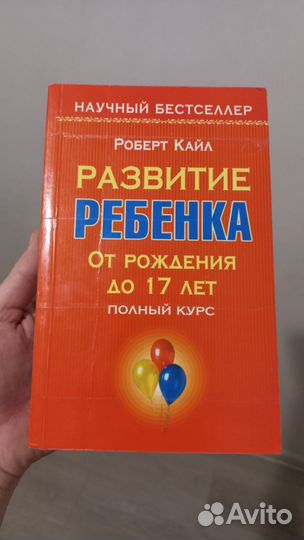 НАУЧНЫЙ БЕСТСЕЛЛЕР
РОБЕРТ КАЙЛ
РАЗВИТИЕ
РЕБЕНКА
ОТ РОЖДЕНИЯ
ДО 17 ЛЕТ
ПОЛНЫЙ КУРС
Avito